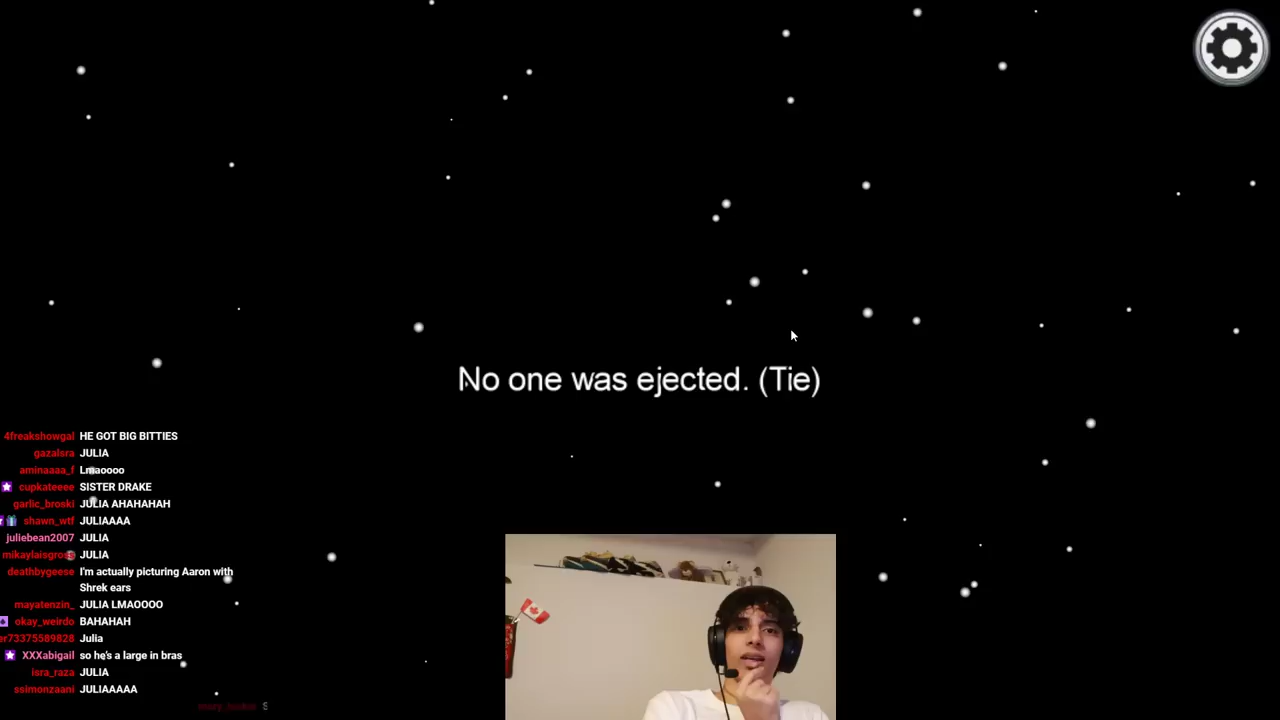 No one was ejected. (Tie)
4freakshowgal HE GOT BIG BITTIES
gazalsra JULIA
aminaaaa_f Lmaoooo
cupkateeee SISTER DRAKE
garlic_broski JULIA AHAHAHAH
shawn_wtf JULIAAAA
juliebean2007 JULIA
JULIA
deathbygeese I'm actually picturing Aaron with
Shrek ears
mayatenzin_ JULIA LMAOOOO
okay_weirdo BAHAHAH
er73375589828 Julia
XXXabigail so he's a large in bras
isra_raza JULIA
ssimonzaani JULIAAAAA